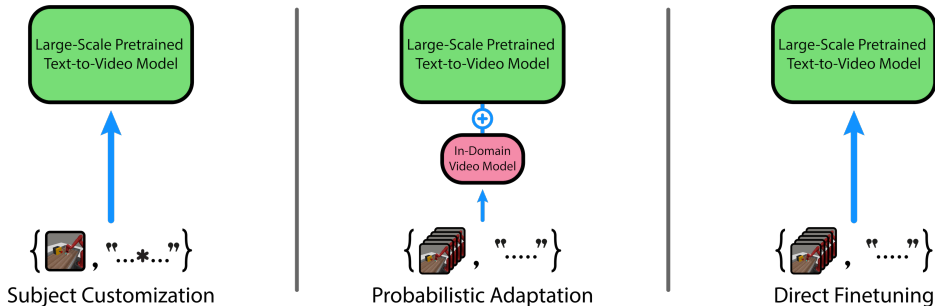 Large-Scale Pretrained
Text-to-Video Model
{ , "...*..."}
Subject Customization
Large-Scale Pretrained
Text-to-Video Model
+
In-Domain
Video Model
{ , "....."}
Probabilistic Adaptation
Large-Scale Pretrained
Text-to-Video Model
{ , "....."}
Direct Finetuning